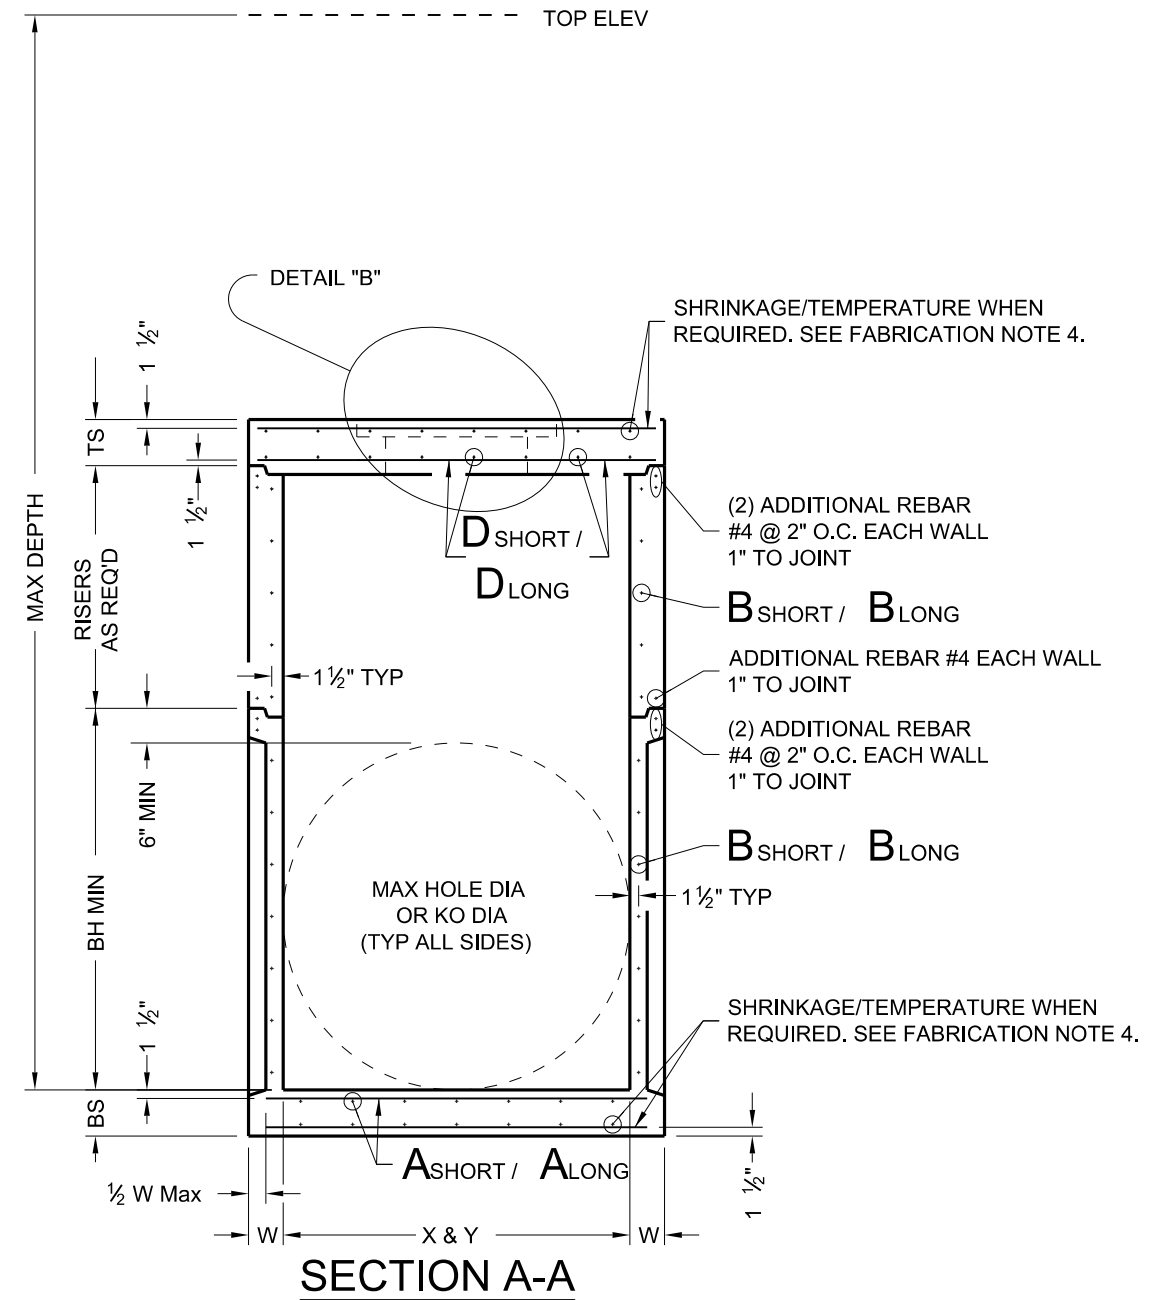 TOP ELEV
DETAIL "B"
SHRINKAGE/TEMPERATURE WHEN
REQUIRED. SEE FABRICATION NOTE 4.
1 ½"
TS
1 ½"
MAX DEPTH
RISERS
AS REQ'D
D SHORT /
D LONG
(2) ADDITIONAL REBAR
#4 @ 2" O.C. EACH WALL
1" TO JOINT
B SHORT / B LONG
ADDITIONAL REBAR #4 EACH WALL
1" TO JOINT
1½" TYP
(2) ADDITIONAL REBAR
#4 @ 2" O.C. EACH WALL
1" TO JOINT
6" MIN
B SHORT / B LONG
BH MIN
MAX HOLE DIA
OR KO DIA
(TYP ALL SIDES)
1½" TYP
1 ½"
SHRINKAGE/TEMPERATURE WHEN
REQUIRED. SEE FABRICATION NOTE 4.
BS
A SHORT / A LONG
½ W Max
1 ½"
W
X & Y
W
SECTION A-A